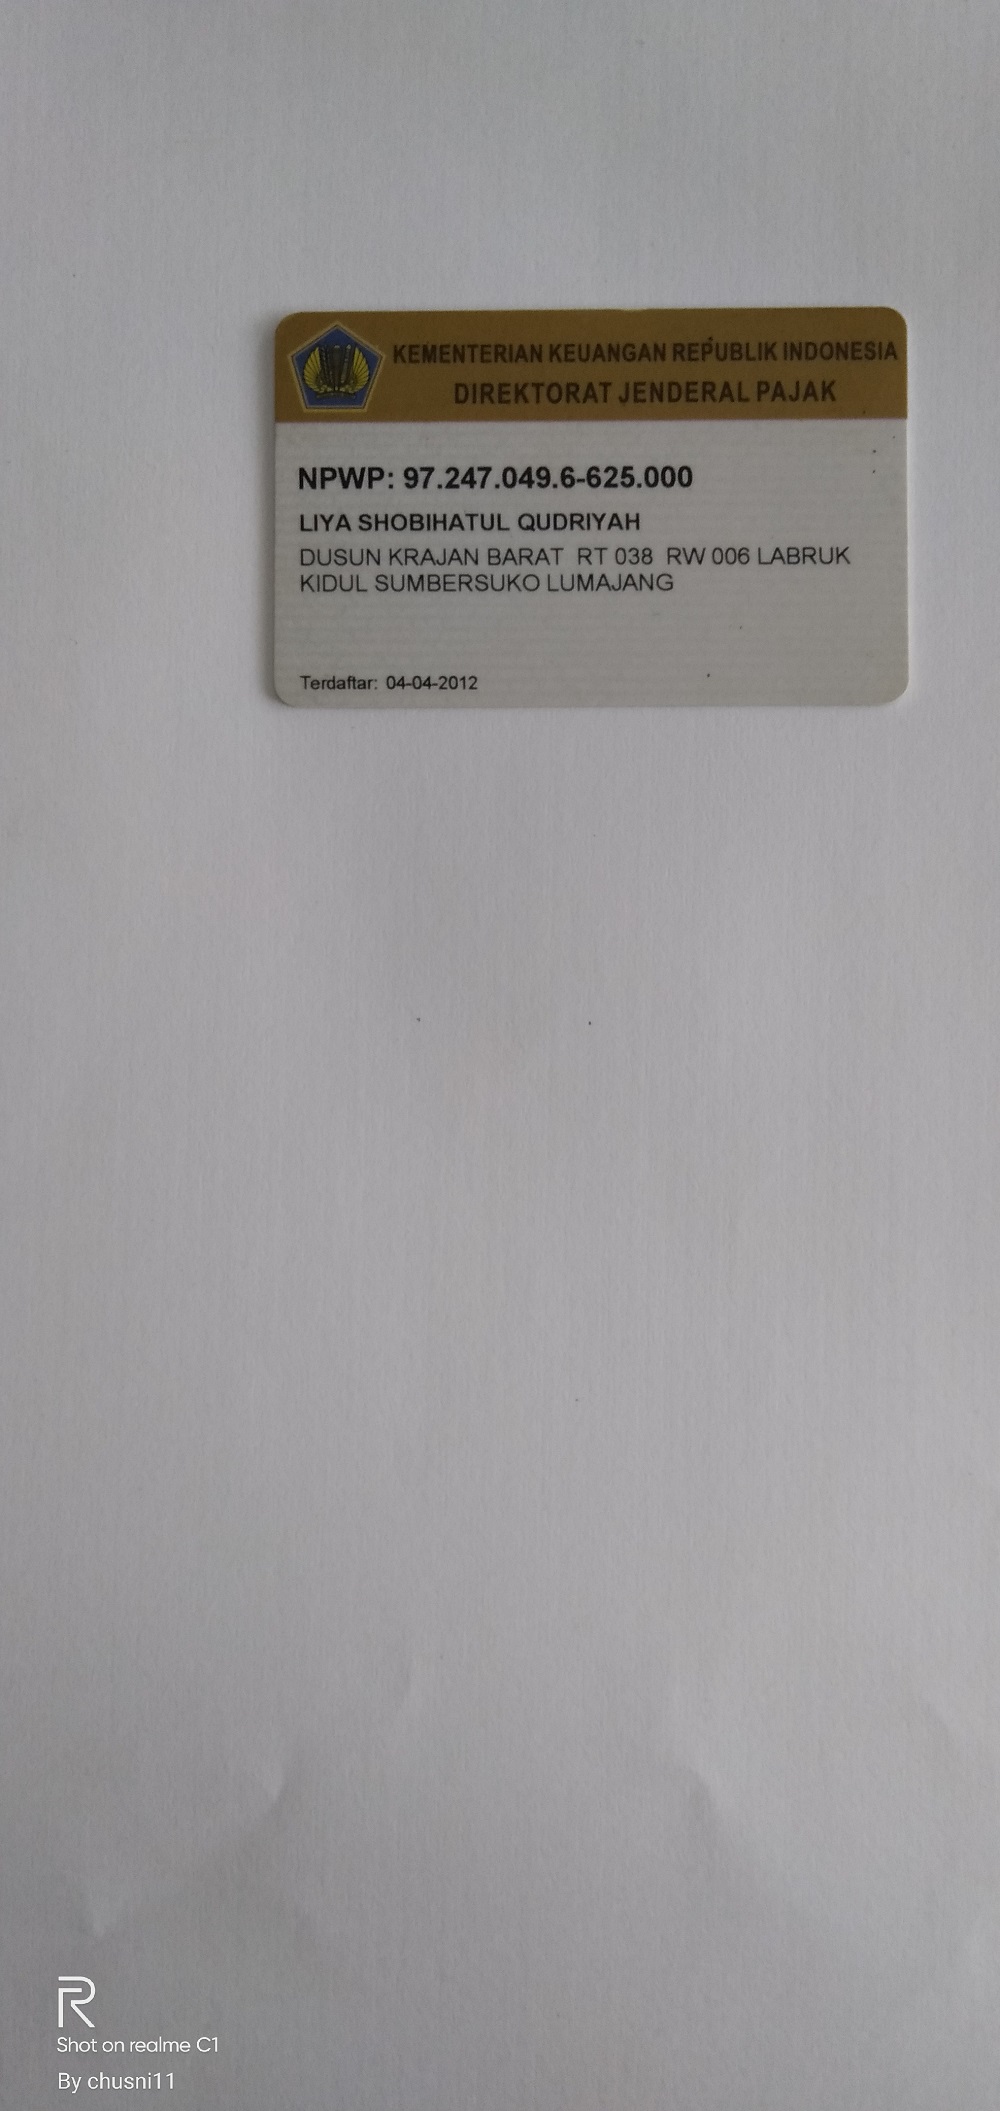 KEMENTERIAN KEUANGAN REPUBLIK INDONESIA
DIREKTORAT JENDERAL PAJAK
NPWP: 97.247.049.6-625.000
LIYA SHOBIHATUL QUDRIYAH
DUSUN KRAJAN BARAT RT 038 RW 006 LABRUK
KIDUL SUMBERSUKO LUMAJANG
Terdaftar: 04-04-2012
R
Shot on realme C1
By chusni11